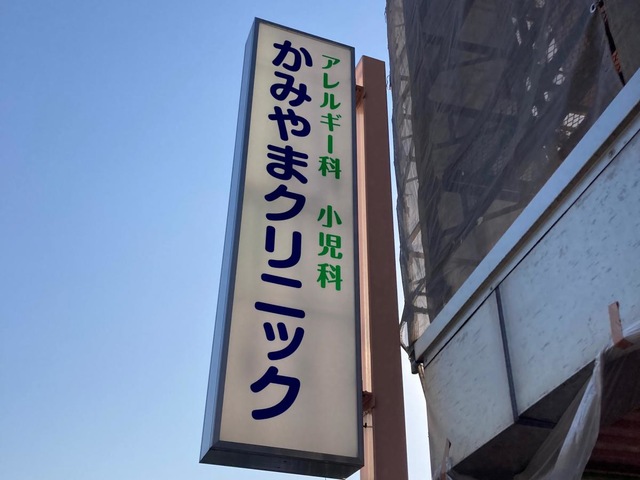 アレルギー科 小児科
かみやまクリニック